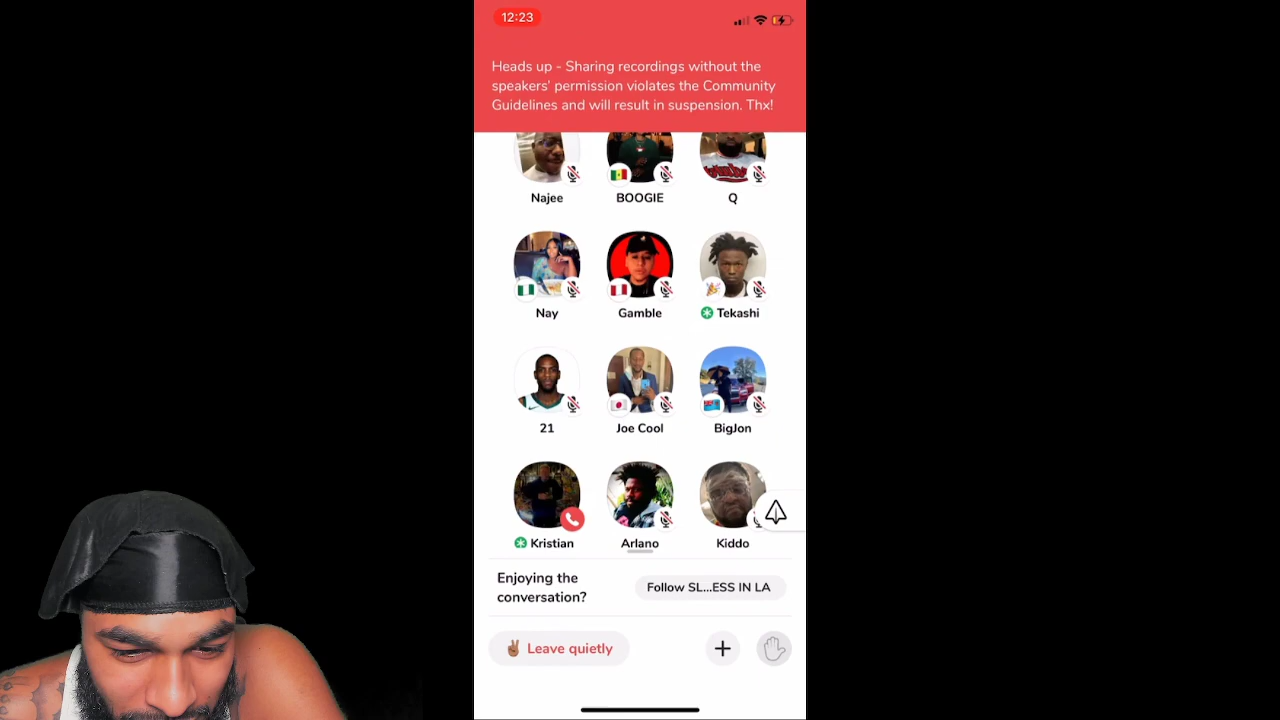 12:23
Heads up - Sharing recordings without the
speakers' permission violates the Community
Guidelines and will result in suspension. Thx!
Najee
BOOGIE
Q
Nay
Gamble
Tekashi
21
Joe Cool
BigJon
Kristian
Arlano
Kiddo
Enjoying the
conversation?
Follow SL...ESS IN LA
Leave quietly